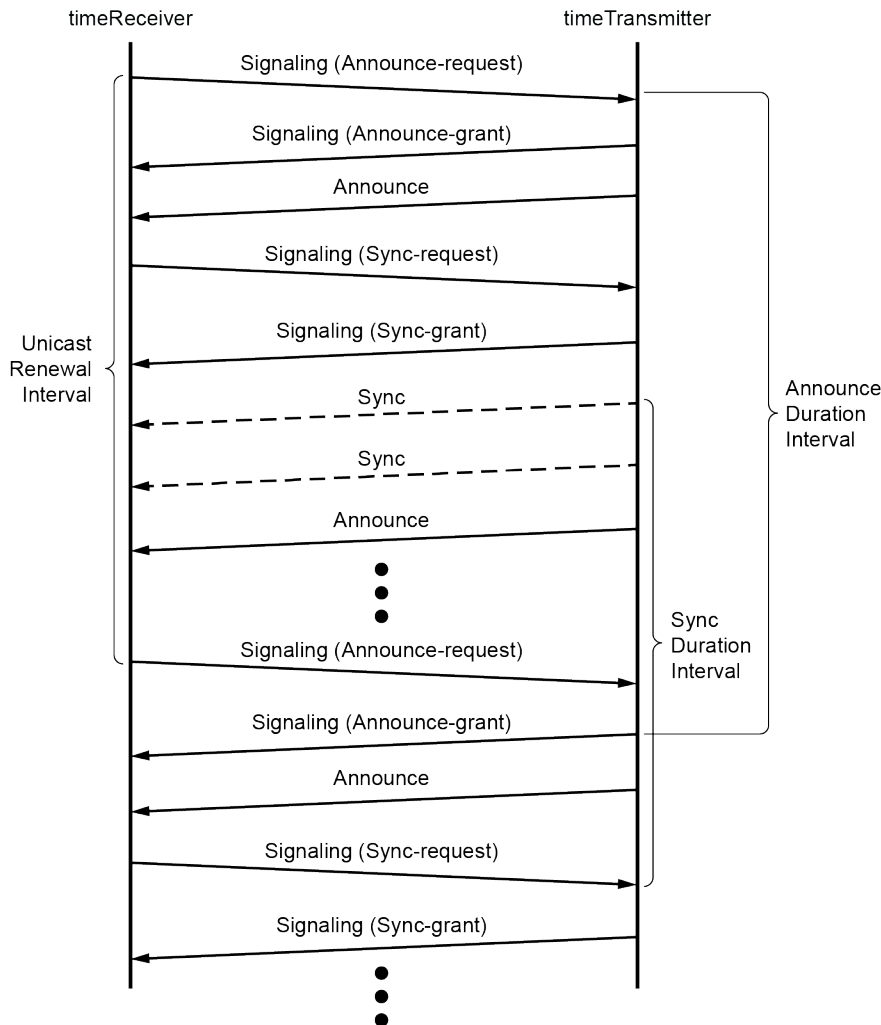 timeReceiver
timeTransmitter
Signaling (Announce-request)
Signaling (Announce-grant)
Announce
Signaling (Sync-request)
Signaling (Sync-grant)
Unicast
Renewal
Interval
Sync
Announce
Duration
Interval
Sync
Announce
Sync
Duration
Interval
Signaling (Announce-request)
Signaling (Announce-grant)
Announce
Signaling (Sync-request)
Signaling (Sync-grant)